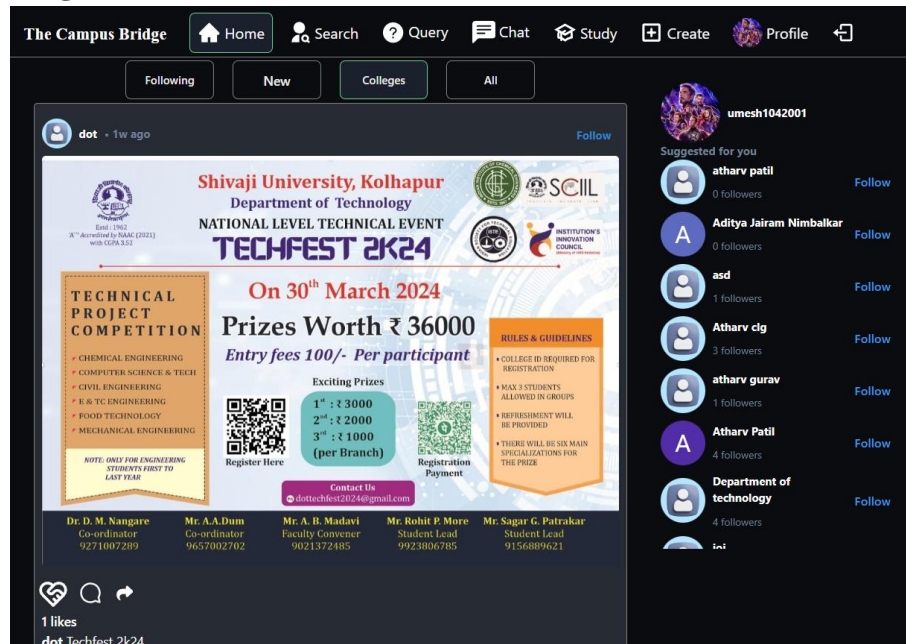 The Campus Bridge
Home
Search
Query
Chat
Study
Create
Profile
Following
New
Colleges
All
dot • 1w ago
Follow
Estd : 1962
'A++' Accredited by NAAC (2021)
with CGPA 3.52
Shivaji University, Kolhapur
Department of Technology
NATIONAL LEVEL TECHNICAL EVENT
TECHFEST 2K24
SCIIL
ISTE
INSTITUTION'S
INNOVATION
COUNCIL
On 30th March 2024
Prizes Worth ₹ 36000
Entry fees 100/- Per participant
TECHNICAL
PROJECT
COMPETITION
CHEMICAL ENGINEERING
COMPUTER SCIENCE & TECH
CIVIL ENGINEERING
E & TC ENGINEERING
FOOD TECHNOLOGY
MECHANICAL ENGINEERING
NOTE: ONLY FOR ENGINEERING
STUDENTS FIRST TO
LAST YEAR
Exciting Prizes
1st : ₹ 3000
2nd : ₹ 2000
3rd : ₹ 1000
(per Branch)
Register Here
Registration
Payment
RULES & GUIDELINES
• COLLEGE ID REQUIRED FOR
REGISTRATION
• MAX 3 STUDENTS
ALLOWED IN GROUPS
• REFRESHMENT WILL
BE PROVIDED
• THERE WILL BE SIX MAIN
SPECIALIZATIONS FOR
THE PRIZE
Contact Us
dottechfest2024@gmail.com
Dr. D. M. Nangare
Co-ordinator
9271007289
Mr. A.A.Dum
Co-ordinator
9657002702
Mr. A. B. Madavi
Faculty Convener
9021372485
Mr. Rohit P. More
Student Lead
9923806785
Mr. Sagar G. Patrakar
Student Lead
9156889621
1 likes
dot Techfest 2k24
umesh1042001
Suggested for you
atharv patil
0 followers
Follow
A
Aditya Jairam Nimbalkar
0 followers
Follow
asd
1 followers
Follow
Atharv clg
3 followers
Follow
atharv gurav
1 followers
Follow
A
Atharv Patil
4 followers
Follow
Department of
technology
4 followers
Follow